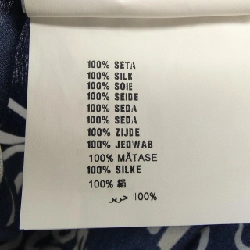 100% SETA
100% SILK
100% SOIE
100% SEIDE
100% SEDA
100% SEDA
100% ZIJDE
100% JEDWAB
100% MĂTASE
100% SILKE
100% 絹
100% حرير